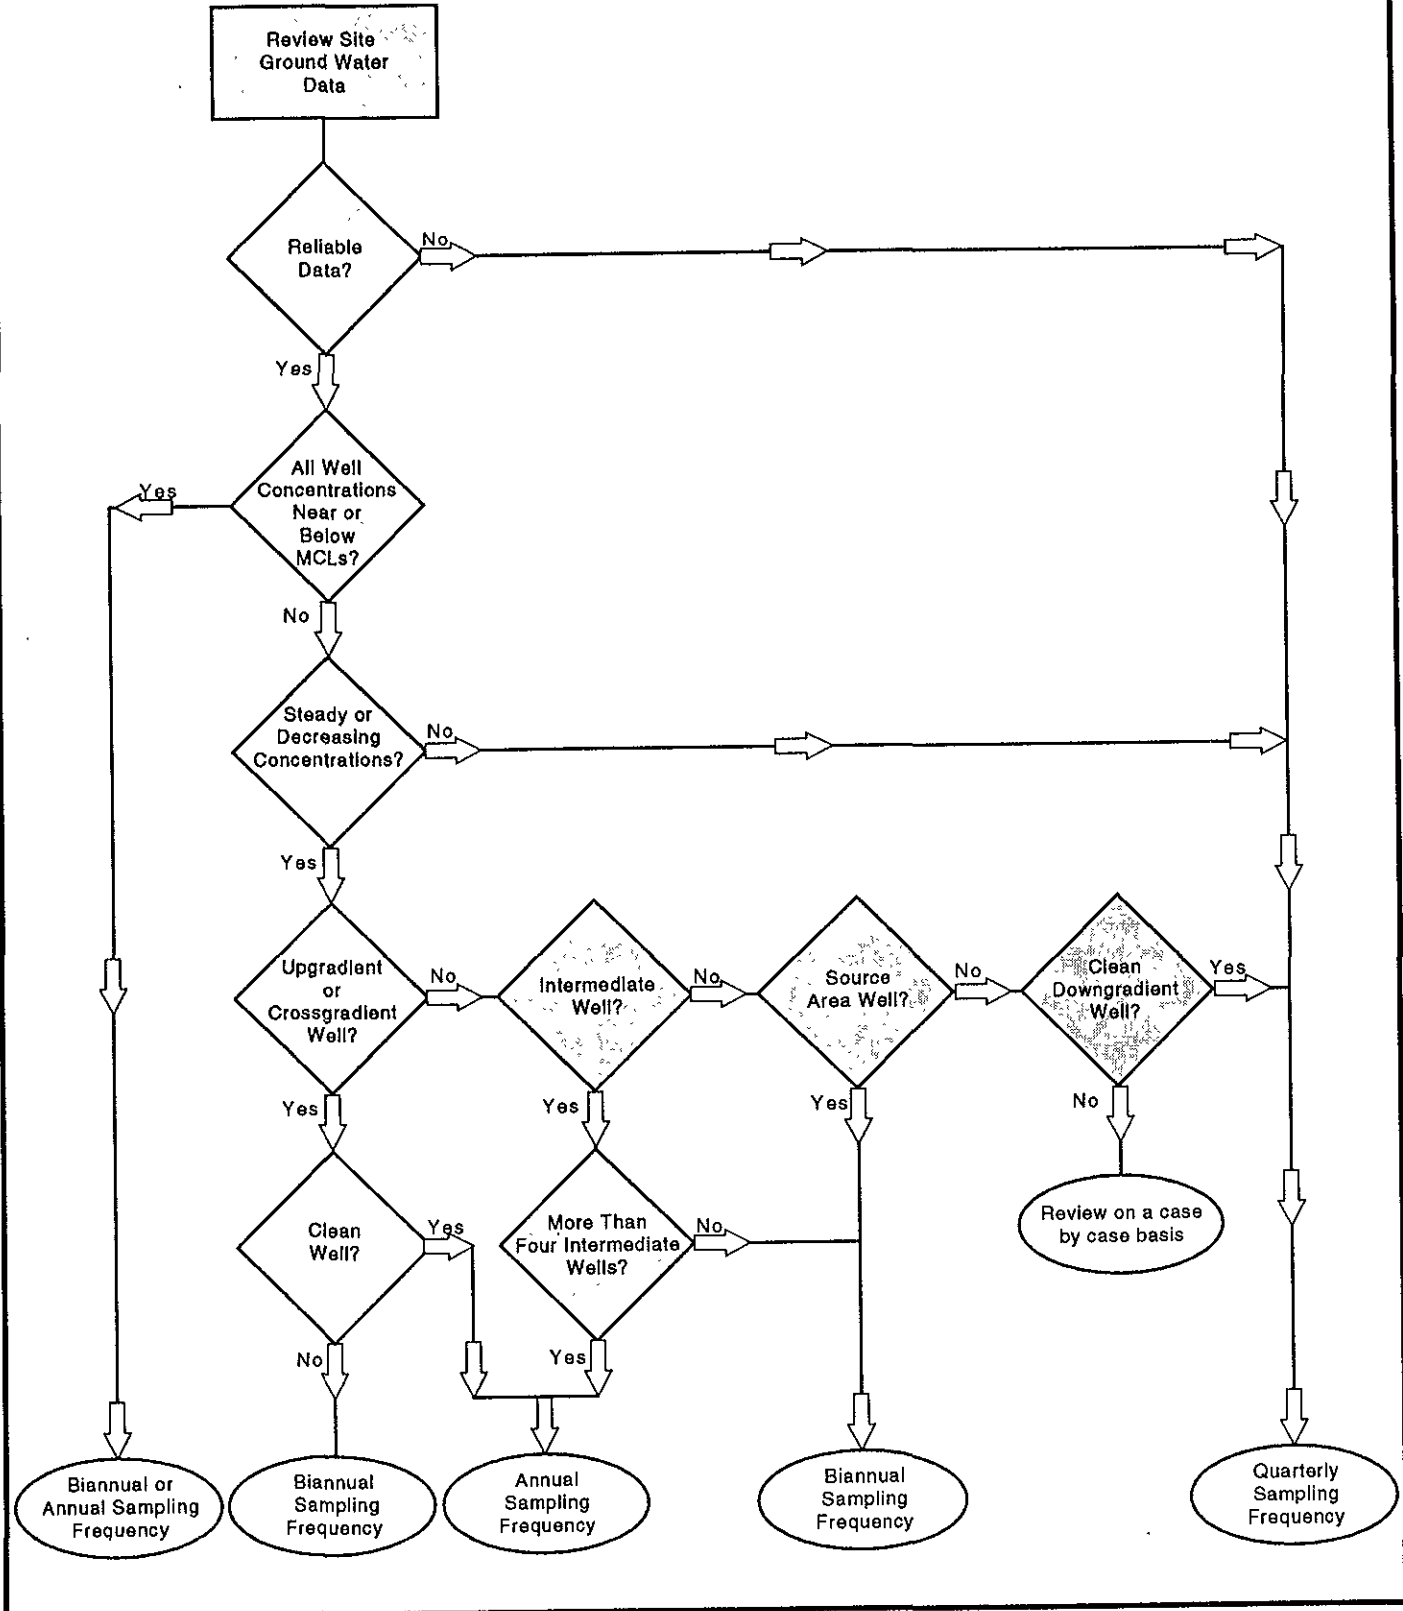 Review Site
Ground Water
Data
Reliable
Data?
No
Yes
All Well
Concentrations
Near or
Below
MCLs?
Yes
No
Steady or
Decreasing
Concentrations?
No
Yes
Upgradient
or
Crossgradient
Well?
No
Intermediate
Well?
No
Source
Area Well?
No
Clean
Downgradient
Well?
Yes
Yes
Yes
Yes
No
Clean
Well?
Yes
More Than
Four Intermediate
Wells?
No
Review on a case
by case basis
No
Yes
Biannual or
Annual Sampling
Frequency
Biannual
Sampling
Frequency
Annual
Sampling
Frequency
Biannual
Sampling
Frequency
Quarterly
Sampling
Frequency